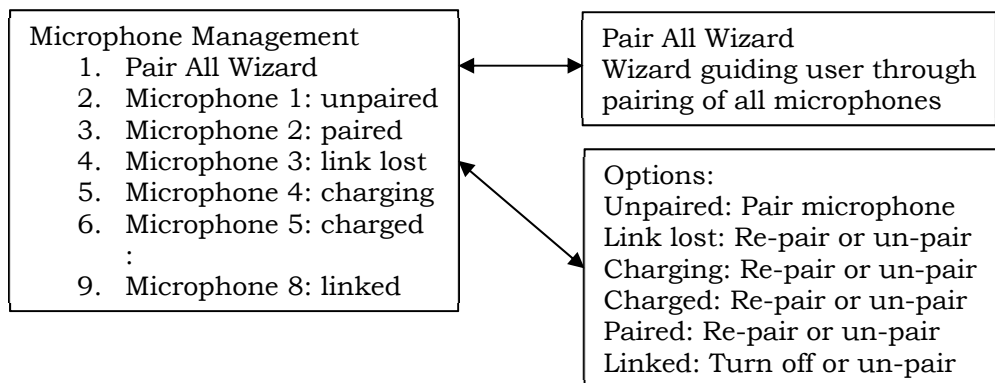 Microphone Management
1. Pair All Wizard
2. Microphone 1: unpaired
3. Microphone 2: paired
4. Microphone 3: link lost
5. Microphone 4: charging
6. Microphone 5: charged
:
9. Microphone 8: linked
Pair All Wizard
Wizard guiding user through
pairing of all microphones
Options:
Unpaired: Pair microphone
Link lost: Re-pair or un-pair
Charging: Re-pair or un-pair
Charged: Re-pair or un-pair
Paired: Re-pair or un-pair
Linked: Turn off or un-pair